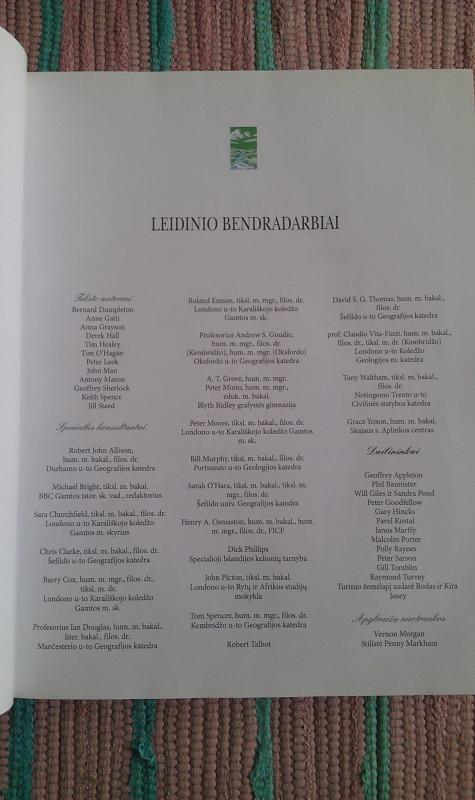 LEIDINIO BENDRADARBIAI
Teksto autoriai
Bernard Dumpleton
Anne Gatti
Anna Grayson
Derek Hall
Tim Healey
Tim O'Hagan
Peter Leek
John Man
Antony Mason
Geoffrey Sherlock
Keith Spence
Jill Steed
Specialios konsultantai
Robert John Allison,
hum. m. bakal., filos. dr.
Durhamo u-to Geografijos katedra
Michael Bright, tiksl. m. bakal.
BBC Gamtos istor. sk. vad., redaktorius
Sara Churchfield, tiksl. m. bakal., filos. dr.
Londono u-to Karališkojo koledžo
Gamtos m. skyrius
Chris Clarke, tiksl. m. bakal., filos. dr.
Šefildo u-to Geografijos katedra
Barry Cox, hum. m. mgr., filos. dr.,
tiksl. m. dr.
Londono u-to Karališkojo koledžo
Gamtos m. sk.
Profesorius Ian Douglas, hum. m. bakal.,
liter. bakal., filos. dr.
Mančesterio u-to Geografijos katedra
Roland Emson, tiksl. m. mgr., filos. dr.
Londono u-to Karališkojo koledžo
Gamtos m. sk.
Profesorius Andrew S. Goudie,
hum. m. mgr., filos. dr.
(Kembridžo), hum. m. mgr. (Oksfordo)
Oksfordo u-to Geografijos katedra
A. T. Grove, hum. m. mgr.
Peter Minto, hum. m. mgr.,
eduk. m. bakal.
Blyth Ridley grafystės gimnazija
Peter Moore, tiksl. m. bakal., filos. dr.
Londono u-to Karališkojo koledžo Gamtos
m. sk.
Bill Murphy, tiksl. m. bakal., filos. dr.
Portsmuto u-to Geologijos katedra
Sarah O'Hara, tiksl. m. bakal., tiksl. m.
mgr., filos. dr.
Šefildo univ. Geografijos katedra
Henry A. Osmaston, hum. m. bakal., hum.
m. mgr., filos. dr., FICF
Dick Phillips
Specialioji Islandijos kelionių tarnyba
John Picton, tiksl. m. bakal.
Londono u-to Rytų ir Afrikos studijų
mokykla
Tom Spencer, hum. m. mgr., filos. dr.
Kembridžo u-to Geografijos katedra
Robert Talbot
David S. G. Thomas, hum. m. bakal.,
filos. dr.
Šefildo u-to Geografijos katedra
prof. Claudio Vita-Finzi, hum. m. bakal.,
filos. dr., tiksl. m. dr. (Kembridžo)
Londono u-to Koledžo
Geologijos m. katedra
Tony Waltham, tiksl. m. bakal.,
filos. dr.
Notingemo Trento u-to
Civilinės statybos katedra
Grace Yoxon, hum. m. bakal.
Skajaus s. Aplinkos centras
Dailininkai
Geoffrey Appleton
Phil Bannister
Will Giles ir Sandra Pond
Peter Goodfellow
Gary Hincks
Pavel Kostal
Janos Marffy
Malcolm Porter
Polly Raynes
Peter Sarson
Gill Tomblin
Raymond Turvey
Turinio žemėlapį sudarė Rodas ir Kira
Josey
Apybraižų nuotraukos
Vernon Morgan
Stilistė Penny Markham